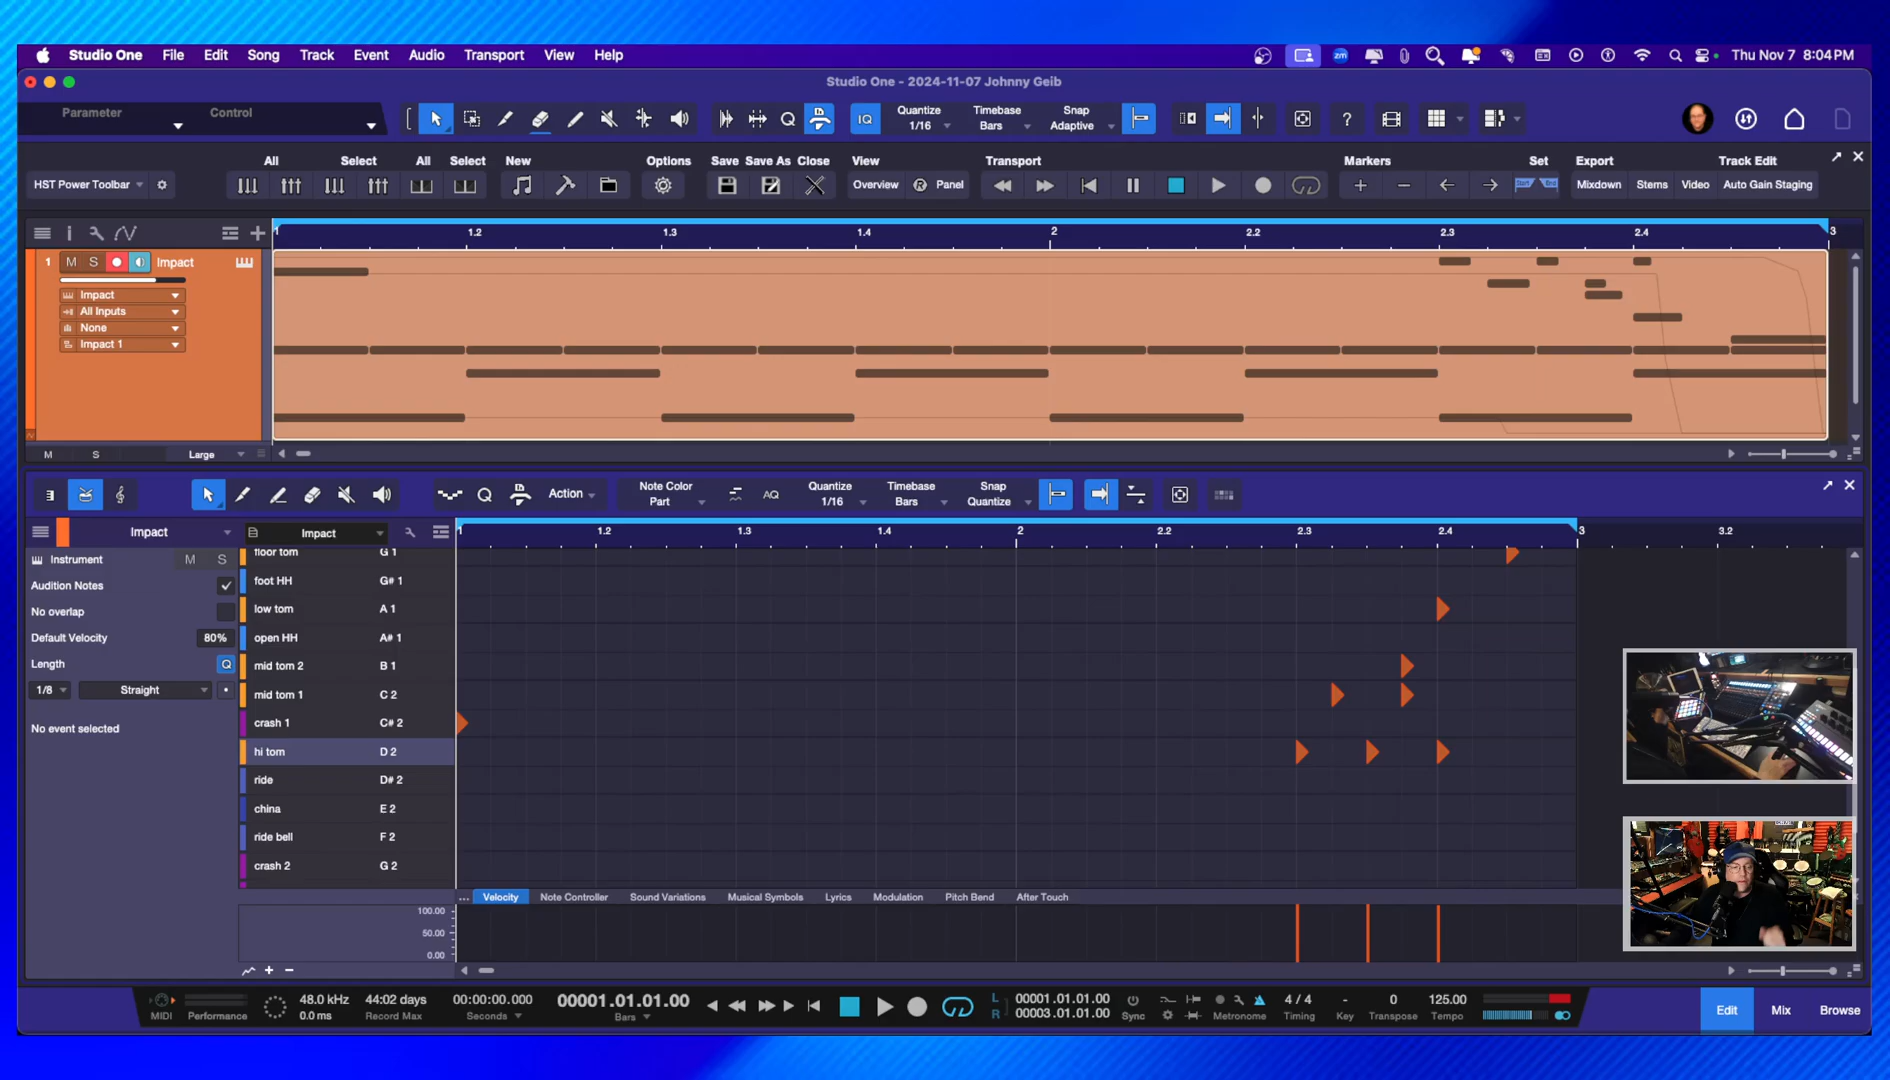 Studio One File Edit Song Track Event Audio Transport View Help
zm
Thu Nov 7 8:04PM
Studio One - 2024-11-07 Johnny Geib
Parameter Control
IQ
Quantize
1/16
Timebase
Bars
Snap
Adaptive
?
All Select All Select New Options Save Save As Close View Transport Markers Set Export Track Edit
HST Power Toolbar
Overview
R Panel
Start End
Mixdown Stems Video Auto Gain Staging
1 1.2 1.3 1.4 2 2.2 2.3 2.4 3
1 M S Impact
Impact
All Inputs
None
Impact 1
M S Large
Action
Note Color
Part
AQ
Quantize
1/16
Timebase
Bars
Snap
Quantize
Impact
Impact
1 1.2 1.3 1.4 2 2.2 2.3 2.4 3 3.2
Instrument M S
Audition Notes
No overlap
Default Velocity 80%
Length Q
1/8 Straight
No event selected
floor tom G 1
foot HH G# 1
low tom A 1
open HH A# 1
mid tom 2 B 1
mid tom 1 C 2
crash 1 C# 2
hi tom D 2
ride D# 2
china E 2
ride bell F 2
crash 2 G 2
... Velocity Note Controller Sound Variations Musical Symbols Lyrics Modulation Pitch Bend After Touch
100.00
50.00
0.00
MIDI
Performance
48.0 kHz
0.0 ms
44:02 days
Record Max
00:00:00.000
Seconds
00001.01.01.00
Bars
L 00001.01.01.00
R 00003.01.01.00
Sync
Metronome
4 / 4
Timing
-
Key
0
Transpose
125.00
Tempo
Edit Mix Browse